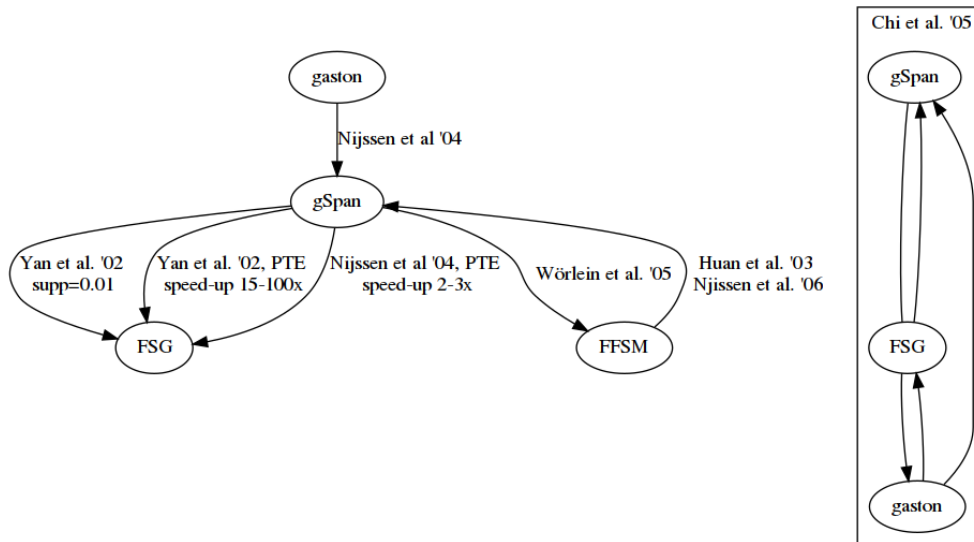 Chi et al. '05
gaston
gSpan
Nijssen et al '04
gSpan
Yan et al. '02
supp=0.01
Yan et al. '02, PTE
speed-up 15-100x
Nijssen et al '04, PTE
speed-up 2-3x
Wörlein et al. '05
Huan et al. '03
Njissen et al. '06
FSG
FFSM
FSG
gaston